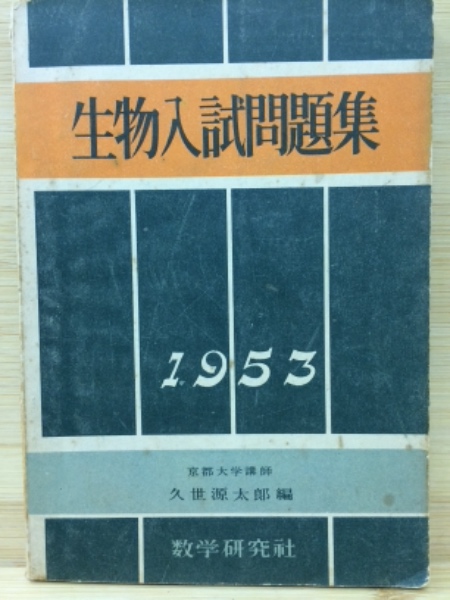 生物入試問題集
1953
京都大学講師
久世源太郎編
数学研究社